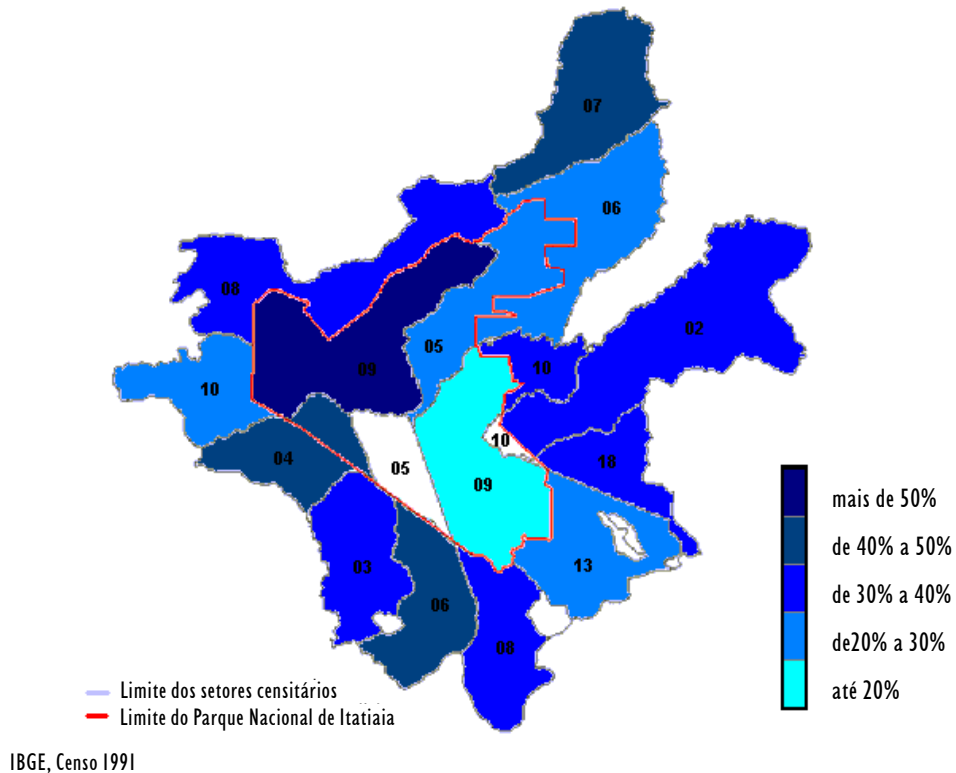 07
06
08
02
05
10
09
10
10
10
04
18
05
09
03
13
06
08
mais de 50%
de 40% a 50%
de 30% a 40%
de20% a 30%
até 20%
Limite dos setores censitários
Limite do Parque Nacional de Itatiaia
IBGE, Censo 1991